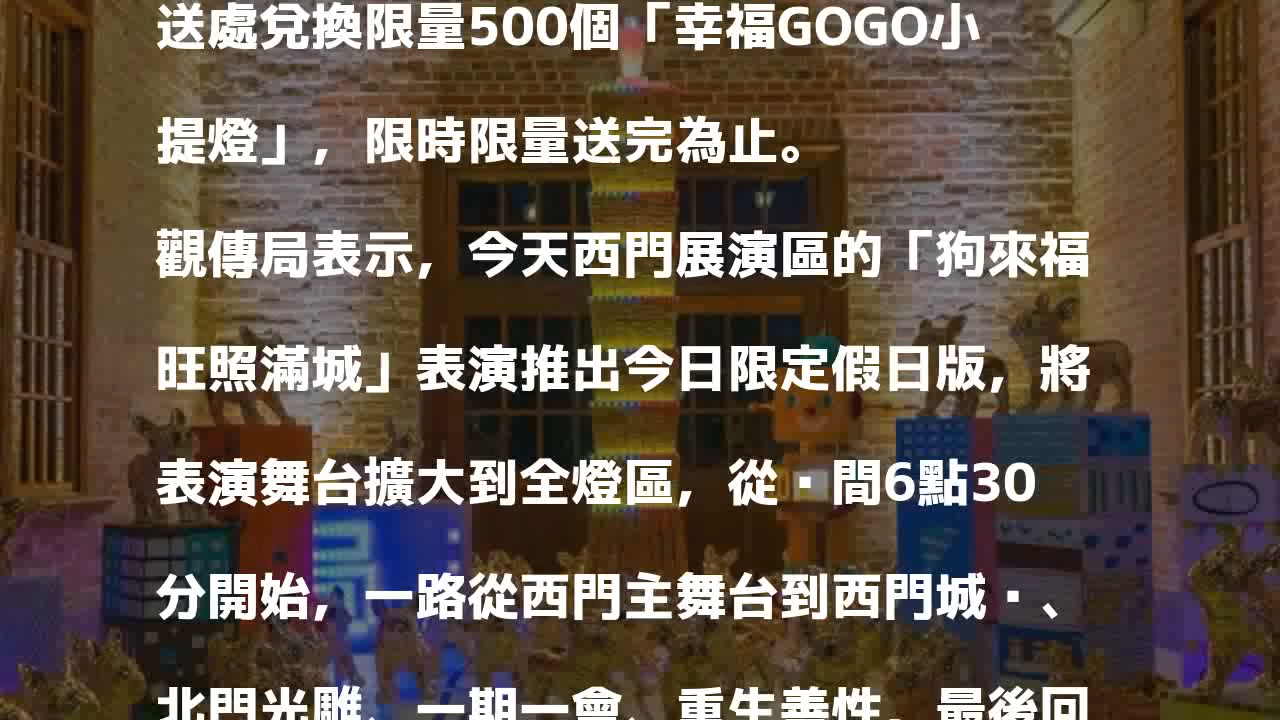 送處兌換限量500個「幸福GOGO小
提燈」，限時限量送完為止。
觀傳局表示，今天西門展演區的「狗來福
旺照滿城」表演推出今日限定假日版，將
表演舞台擴大到全燈區，從▪間6點30
分開始，一路從西門主舞台到西門城▪、
北門光雕、一期一會、重生善性，最後回